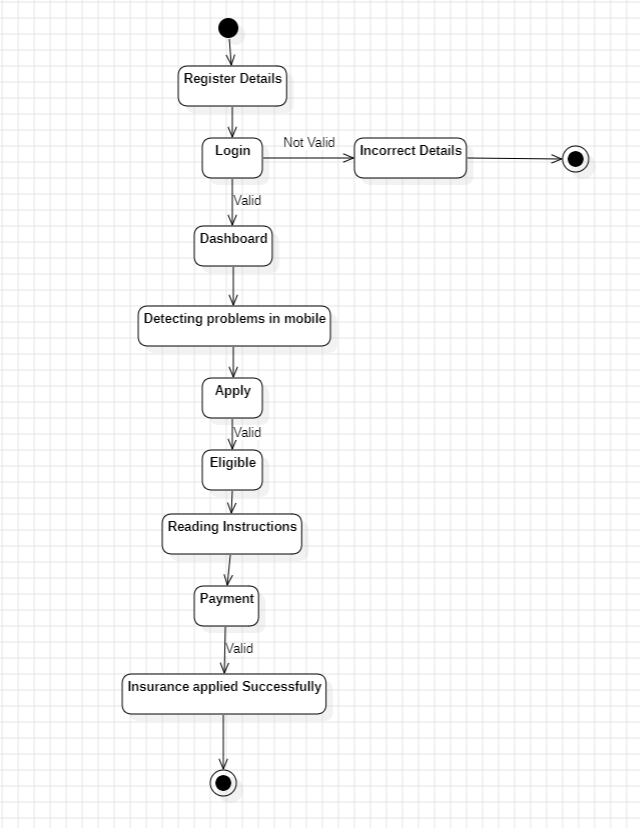 Register Details
Login
Not Valid
Incorrect Details
Valid
Dashboard
Detecting problems in mobile
Apply
Valid
Eligible
Reading Instructions
Payment
Valid
Insurance applied Successfully